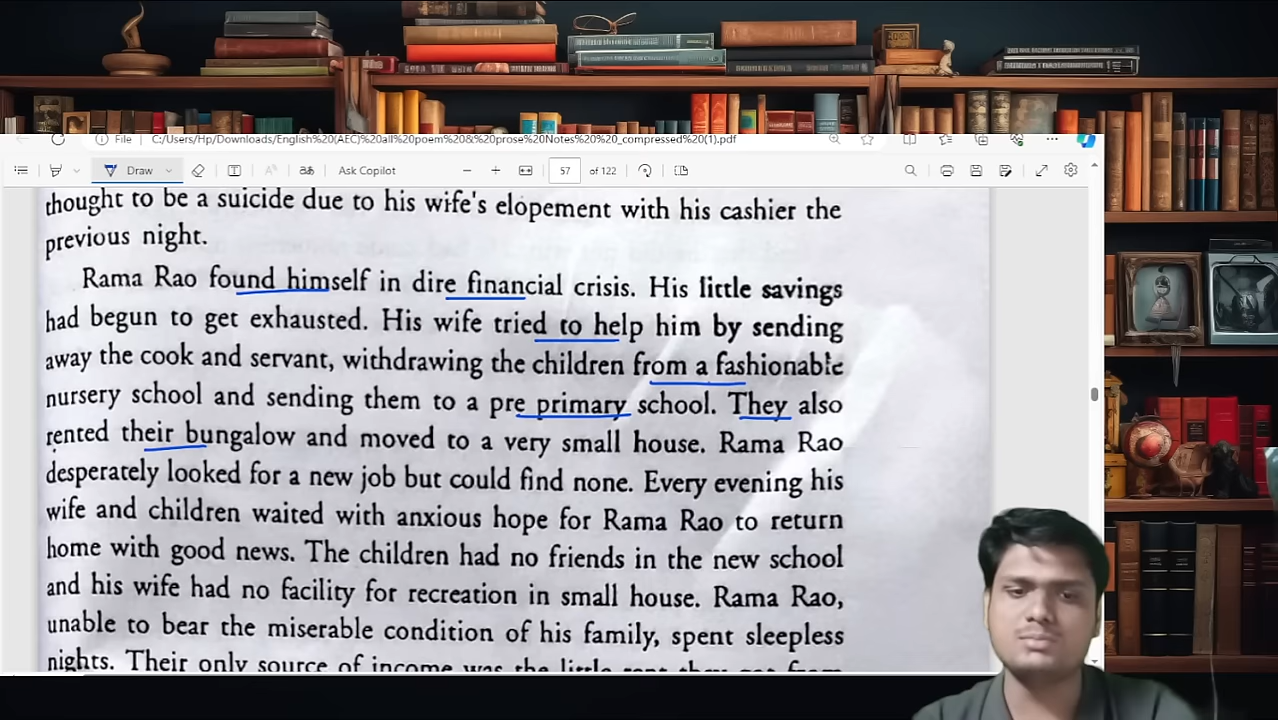 File C:/Users/Hp/Downloads/English%20(AEC)%20all%20poem%20&%20prose%20Notes%20%20_compressed%20(1).pdf
Draw Ask Copilot 57 of 122
thought to be a suicide due to his wife's elopement with his cashier the
previous night.
Rama Rao found himself in dire financial crisis. His little savings
had begun to get exhausted. His wife tried to help him by sending
away the cook and servant, withdrawing the children from a fashionable
nursery school and sending them to a pre primary school. They also
rented their bungalow and moved to a very small house. Rama Rao
desperately looked for a new job but could find none. Every evening his
wife and children waited with anxious hope for Rama Rao to return
home with good news. The children had no friends in the new school
and his wife had no facility for recreation in small house. Rama Rao,
unable to bear the miserable condition of his family, spent sleepless
nights. Their only source of income was the little rent they got from